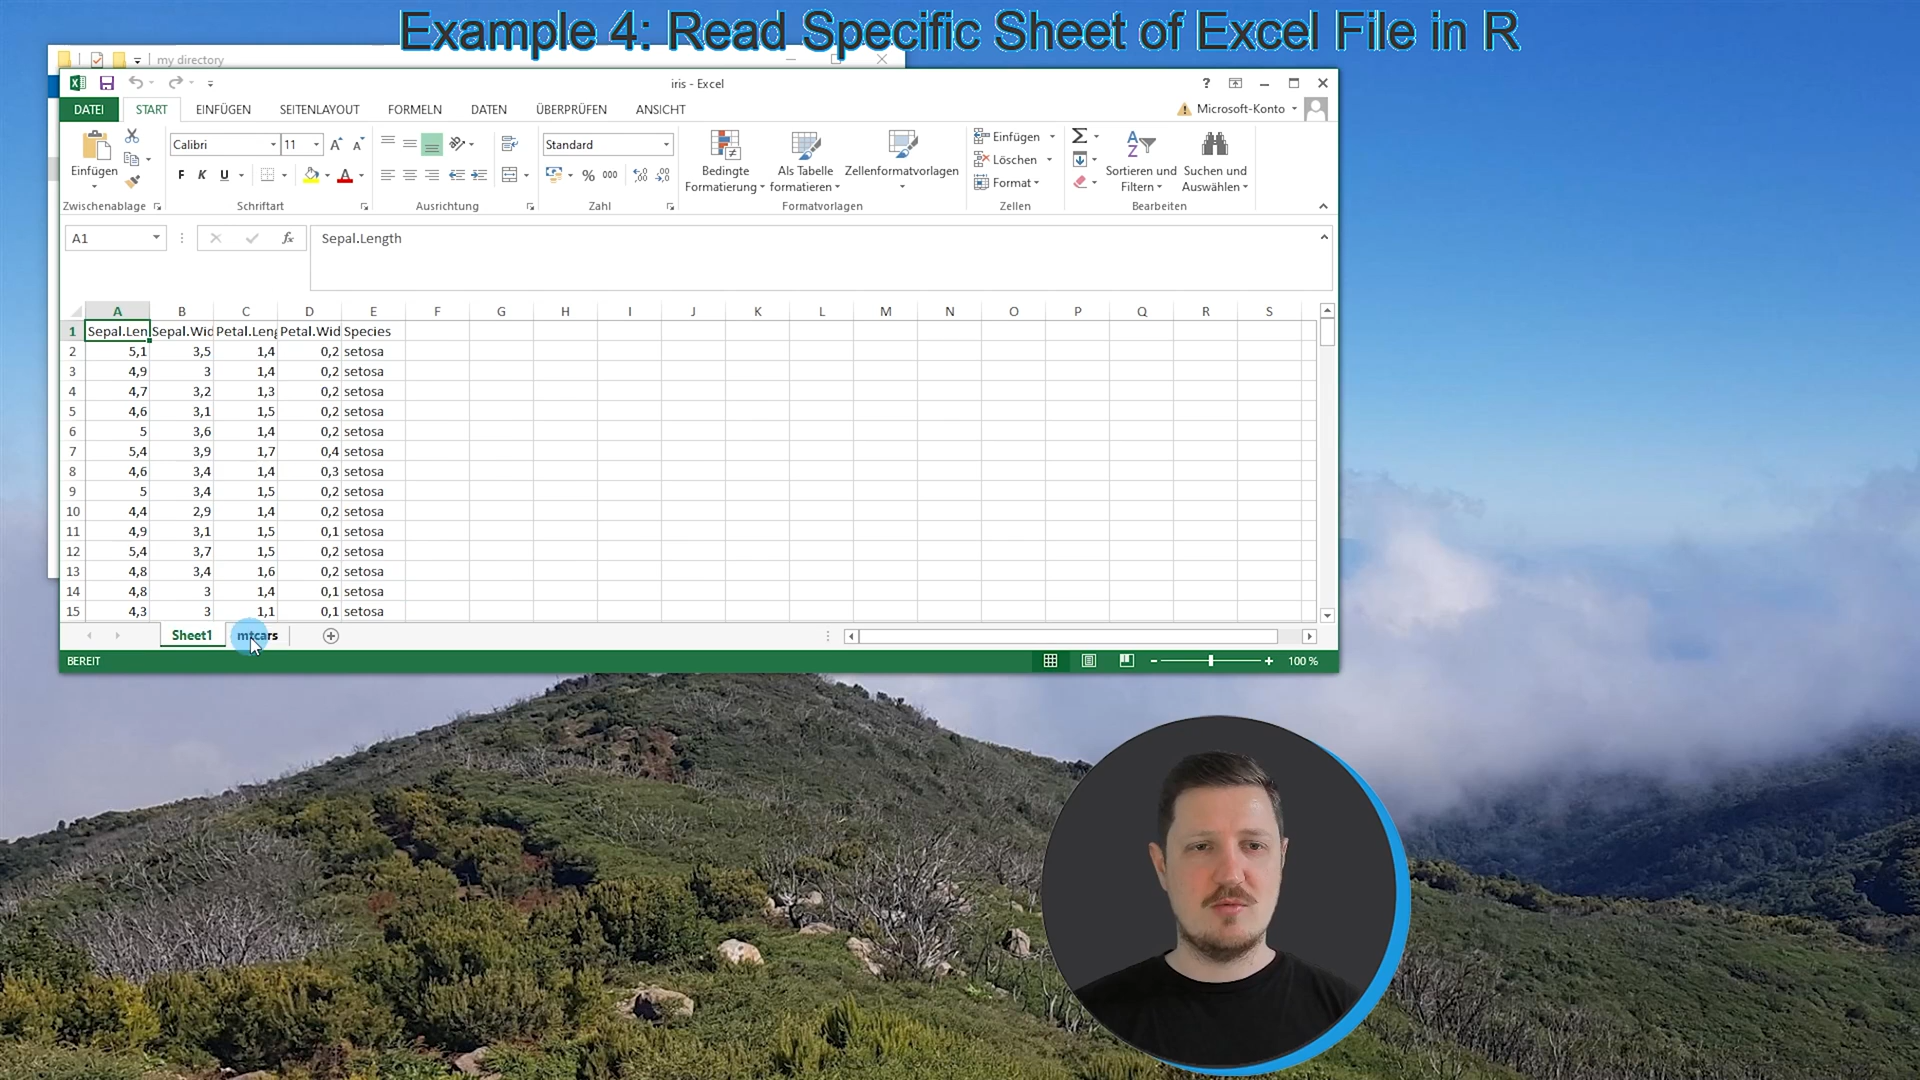 Example 4: Read Specific Sheet of Excel File in R
my directory
iris - Excel
DATEI START EINFÜGEN SEITENLAYOUT FORMELN DATEN ÜBERPRÜFEN ANSICHT Microsoft-Konto
Calibri 11 Standard
Einfügen
F K U
% 000
Bedingte Formatierung
Als Tabelle formatieren
Zellenformatvorlagen
Einfügen
Löschen
Format
Sortieren und Filtern
Suchen und Auswählen
Zwischenablage Schriftart Ausrichtung Zahl Formatvorlagen Zellen Bearbeiten
A1 fx Sepal.Length
A B C D E F G H I J K L M N O P Q R S
1 Sepal.Len Sepal.Wid Petal.Leng Petal.Wid Species
2 5,1 3,5 1,4 0,2 setosa
3 4,9 3 1,4 0,2 setosa
4 4,7 3,2 1,3 0,2 setosa
5 4,6 3,1 1,5 0,2 setosa
6 5 3,6 1,4 0,2 setosa
7 5,4 3,9 1,7 0,4 setosa
8 4,6 3,4 1,4 0,3 setosa
9 5 3,4 1,5 0,2 setosa
10 4,4 2,9 1,4 0,2 setosa
11 4,9 3,1 1,5 0,1 setosa
12 5,4 3,7 1,5 0,2 setosa
13 4,8 3,4 1,6 0,2 setosa
14 4,8 3 1,4 0,1 setosa
15 4,3 3 1,1 0,1 setosa
Sheet1 mtcars
BEREIT 100 %